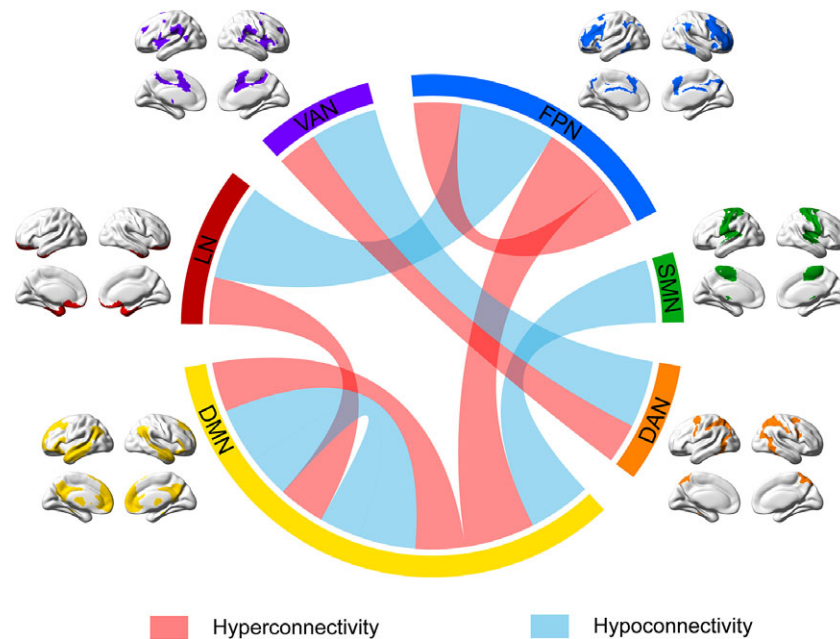 VAN
FPN
LN
SMN
DMN
DAN
Hyperconnectivity
Hypoconnectivity